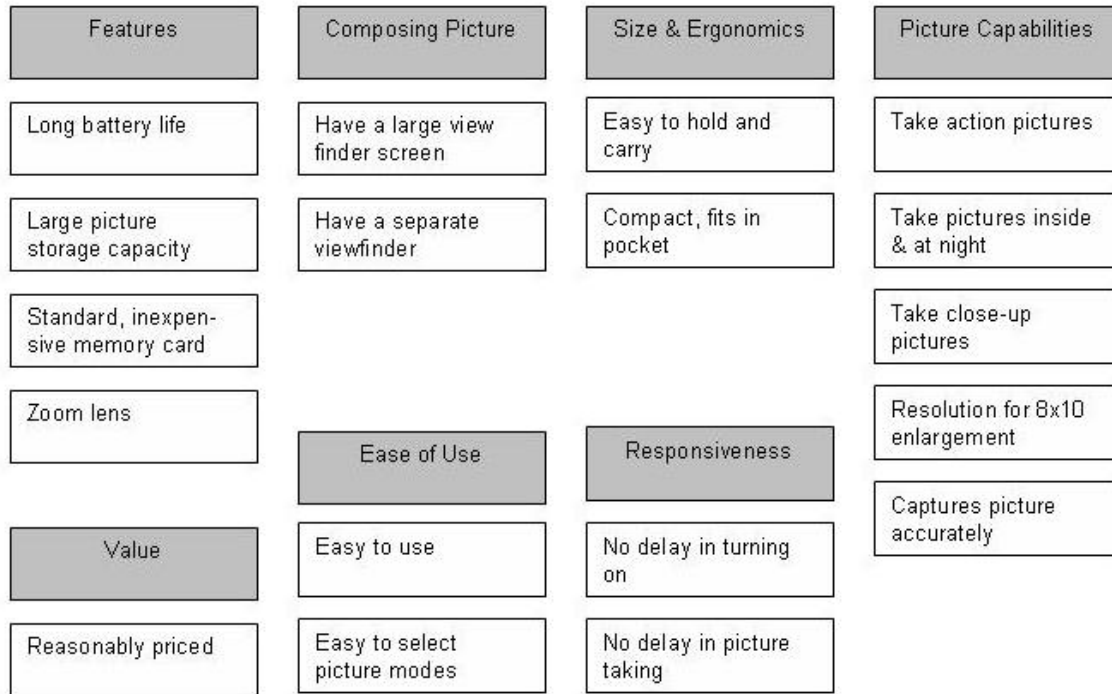 Features
Long battery life
Large picture
storage capacity
Standard, inexpen-
sive memory card
Zoom lens
Value
Reasonably priced
Composing Picture
Have a large view
finder screen
Have a separate
viewfinder
Ease of Use
Easy to use
Easy to select
picture modes
Size & Ergonomics
Easy to hold and
carry
Compact, fits in
pocket
Responsiveness
No delay in turning
on
No delay in picture
taking
Picture Capabilities
Take action pictures
Take pictures inside
& at night
Take close-up
pictures
Resolution for 8x10
enlargement
Captures picture
accurately